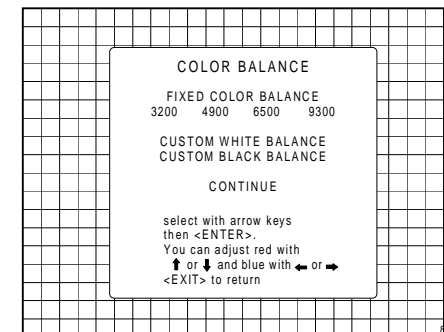 COLOR BALANCE
FIXED COLOR BALANCE
3200 4900 6500 9300
CUSTOM WHITE BALANCE
CUSTOM BLACK BALANCE
CONTINUE
select with arrow keys
then <ENTER>.
You can adjust red with
⬆ or ⬇ and blue with ⬅ or ➡
<EXIT> to return